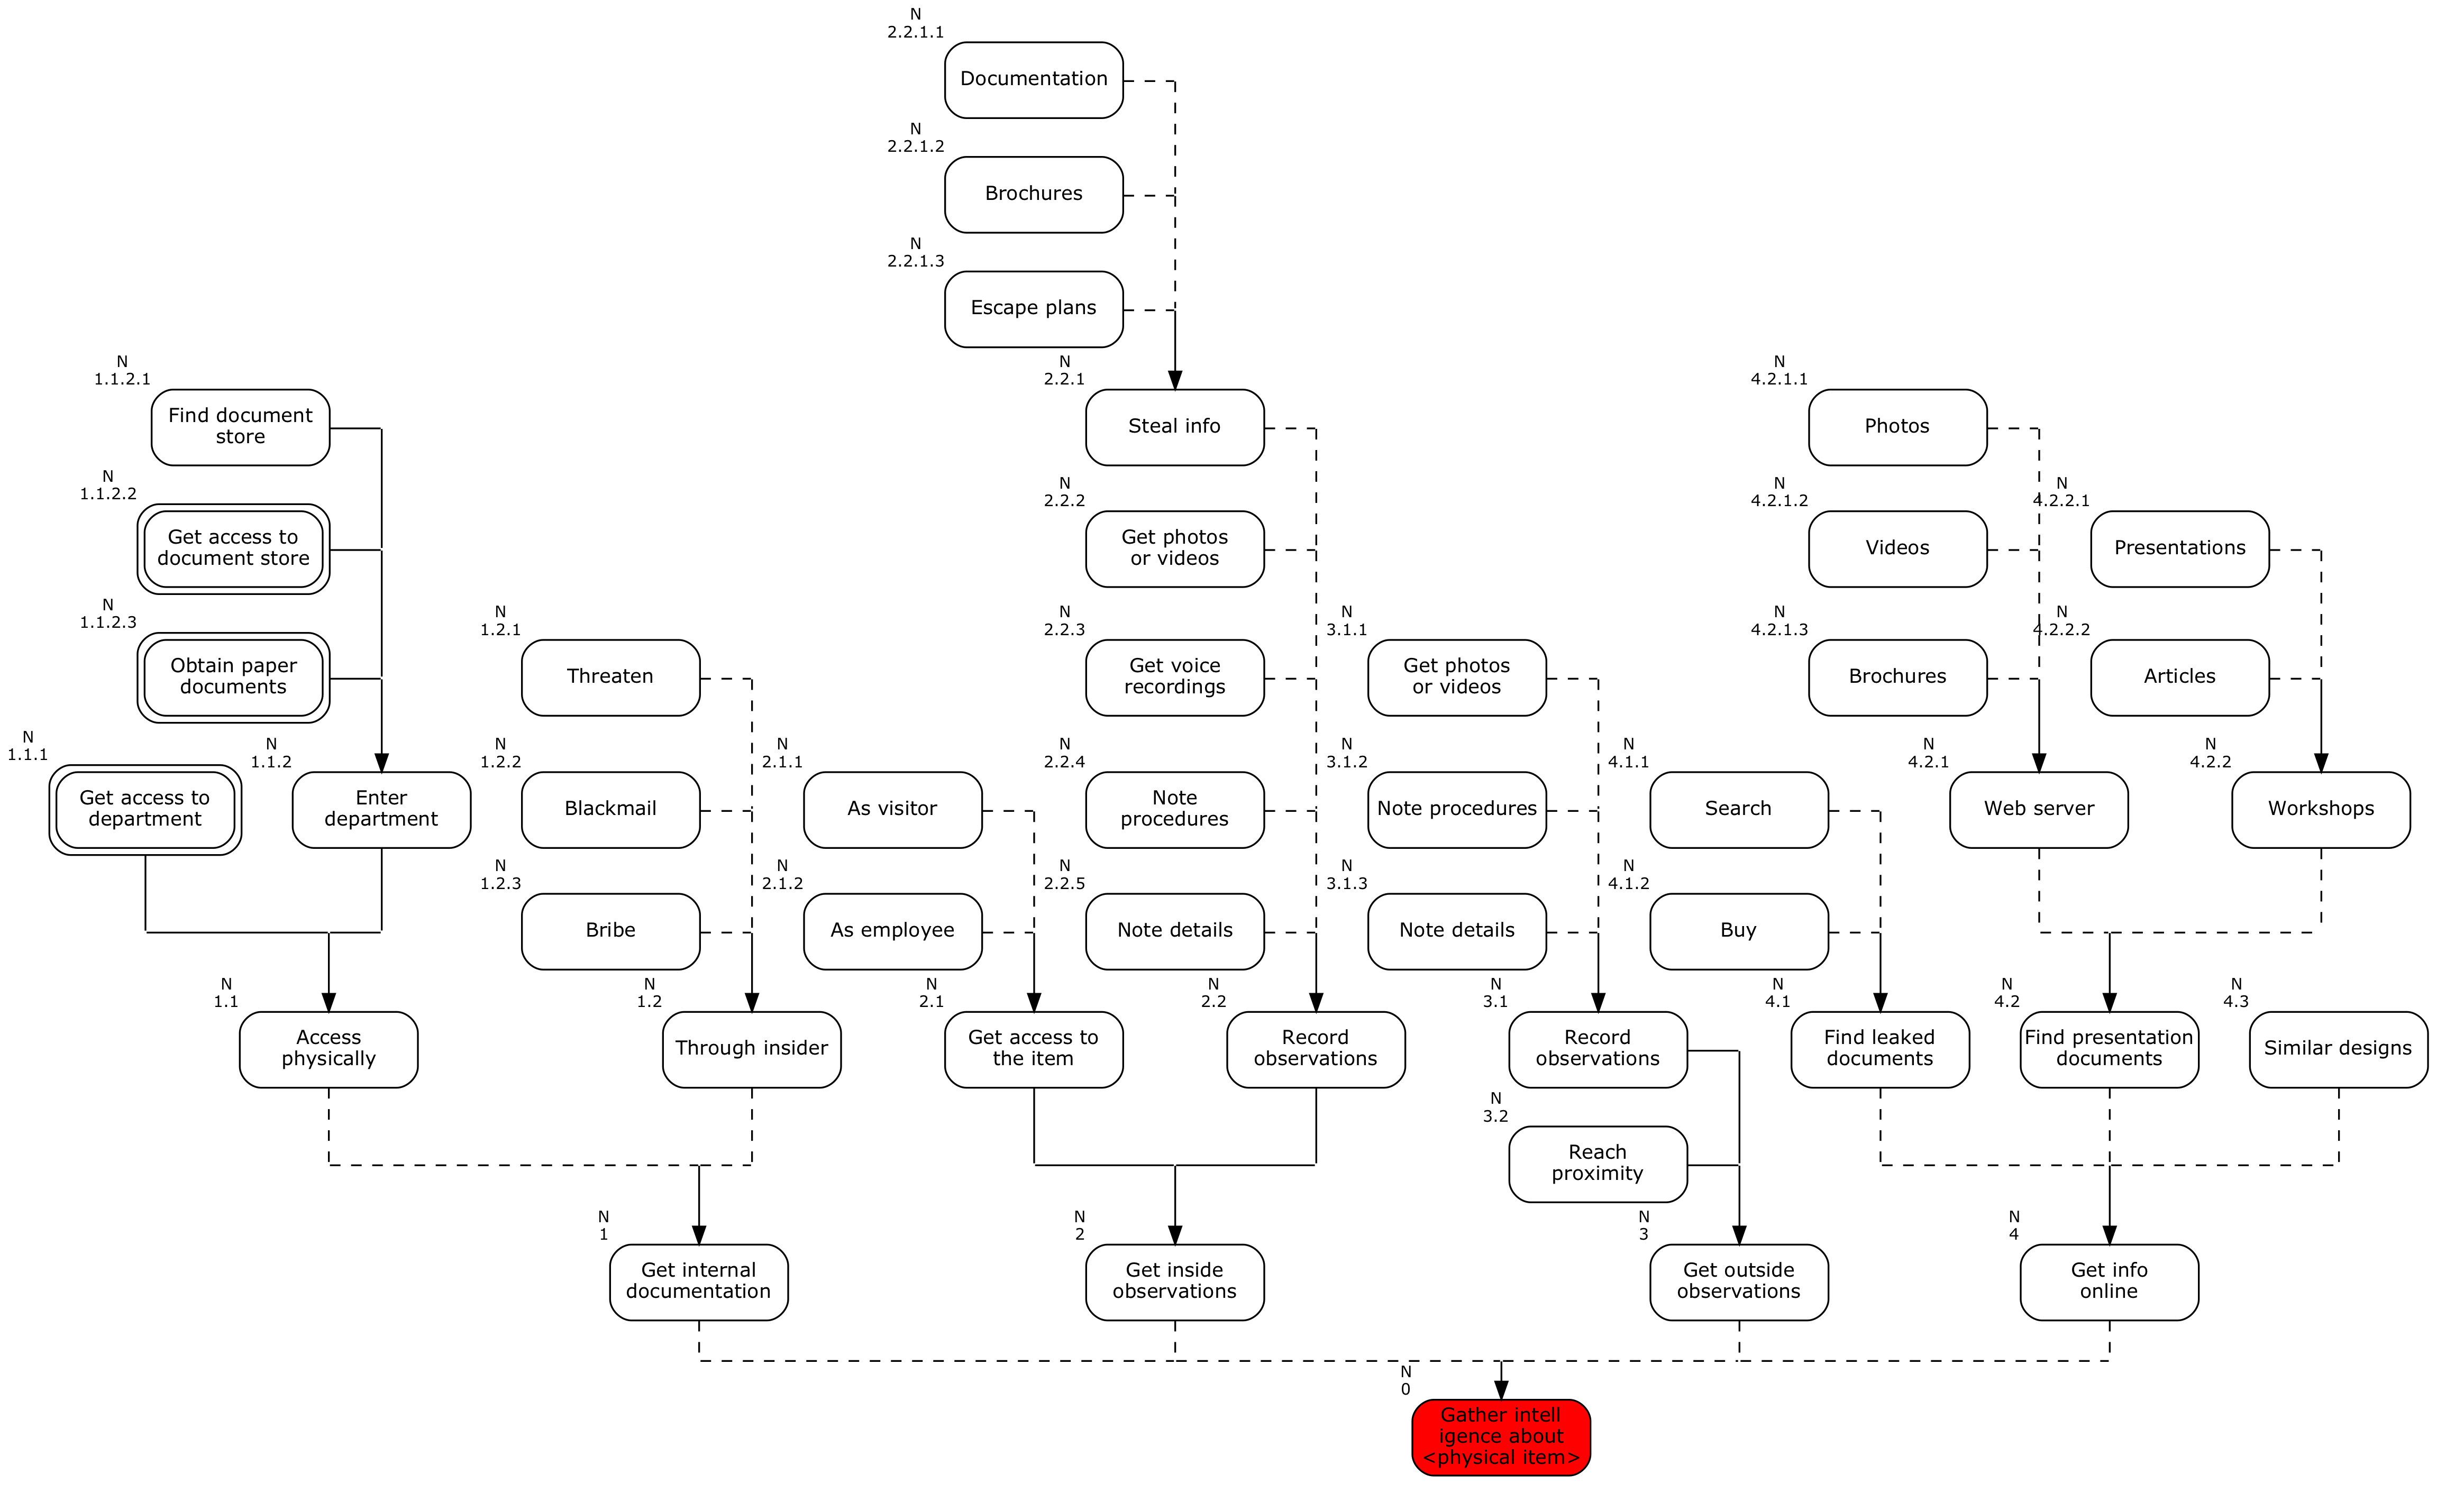 N
2.2.1.1
Documentation
N
2.2.1.2
Brochures
N
2.2.1.3
Escape plans
N
1.1.2.1
Find document
store
N
2.2.1
Steal info
N
4.2.1.1
Photos
N
1.1.2.2
Get access to
document store
N
2.2.2
Get photos
or videos
N
4.2.1.2
Videos
N
4.2.2.1
Presentations
N
1.1.2.3
Obtain paper
documents
N
1.2.1
Threaten
N
2.2.3
Get voice
recordings
N
3.1.1
Get photos
or videos
N
4.2.1.3
Brochures
N
4.2.2.2
Articles
N
1.1.1
Get access to
department
N
1.1.2
Enter
department
N
1.2.2
Blackmail
N
2.1.1
As visitor
N
2.2.4
Note
procedures
N
3.1.2
Note procedures
N
4.1.1
Search
N
4.2.1
Web server
N
4.2.2
Workshops
N
1.2.3
Bribe
N
2.1.2
As employee
N
2.2.5
Note details
N
3.1.3
Note details
N
4.1.2
Buy
N
1.1
Access
physically
N
1.2
Through insider
N
2.1
Get access to
the item
N
2.2
Record
observations
N
3.1
Record
observations
N
4.1
Find leaked
documents
N
4.2
Find presentation
documents
N
4.3
Similar designs
N
3.2
Reach
proximity
N
1
Get internal
documentation
N
2
Get inside
observations
N
3
Get outside
observations
N
4
Get info
online
N
0
Gather intell
igence about
<physical item>